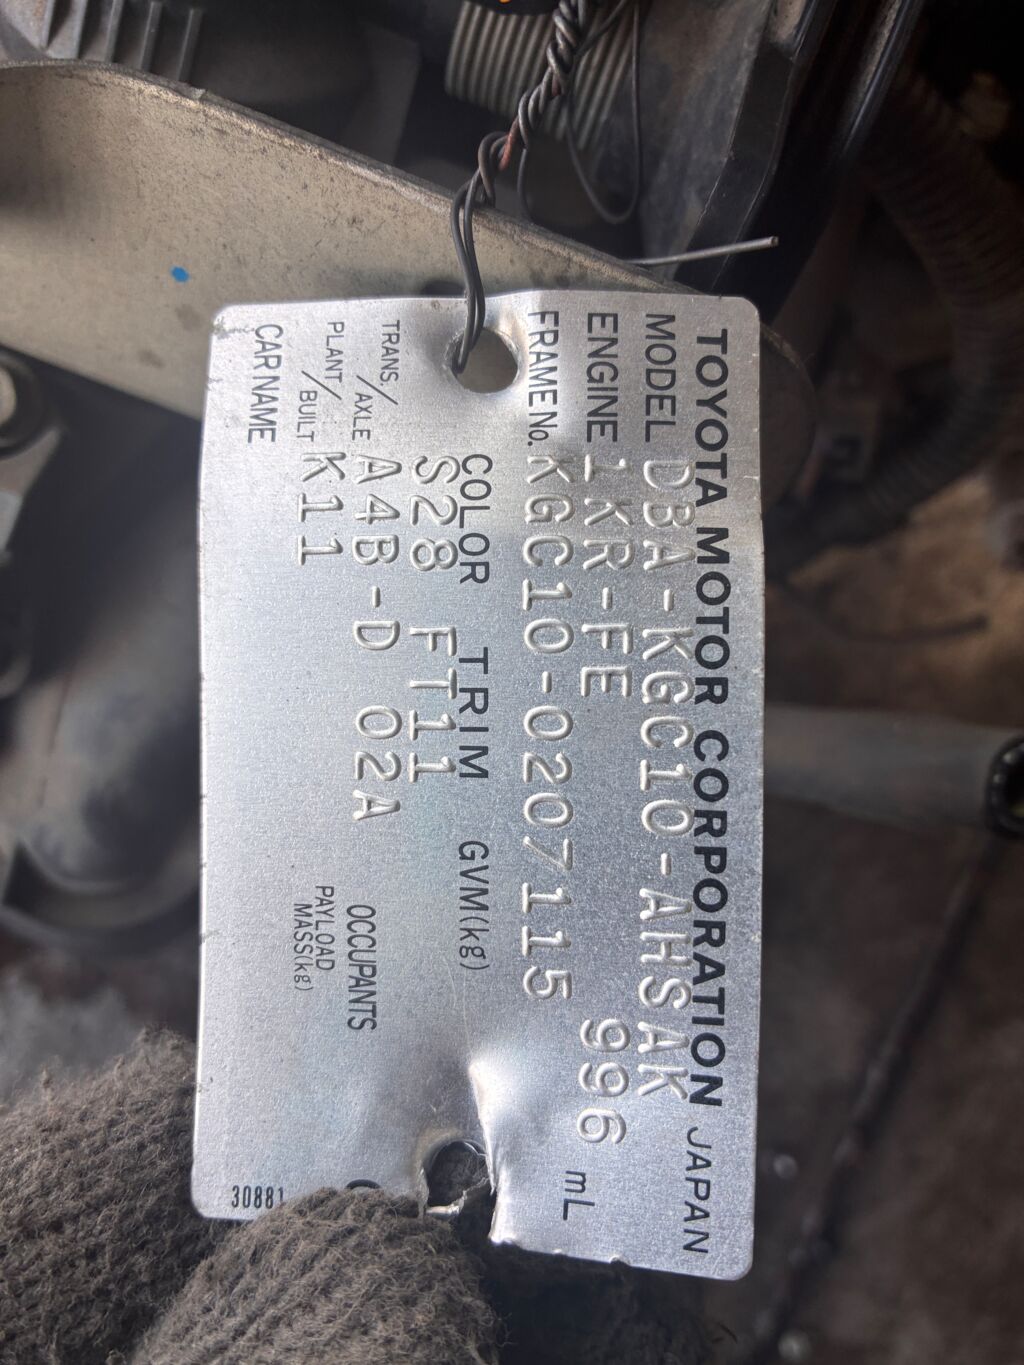 TOYOTA MOTOR CORPORATION JAPAN
MODEL DBA-KGC10-AHSAK
ENGINE 1KR-FE 996 mL
FRAME No. KGC10-0207115
COLOR TRIM GVM(kg)
S28 FT11
TRANS./AXLE A4B-D 02A OCCUPANTS
PLANT/BUILT K11 PAYLOAD MASS(kg)
CAR NAME
30881